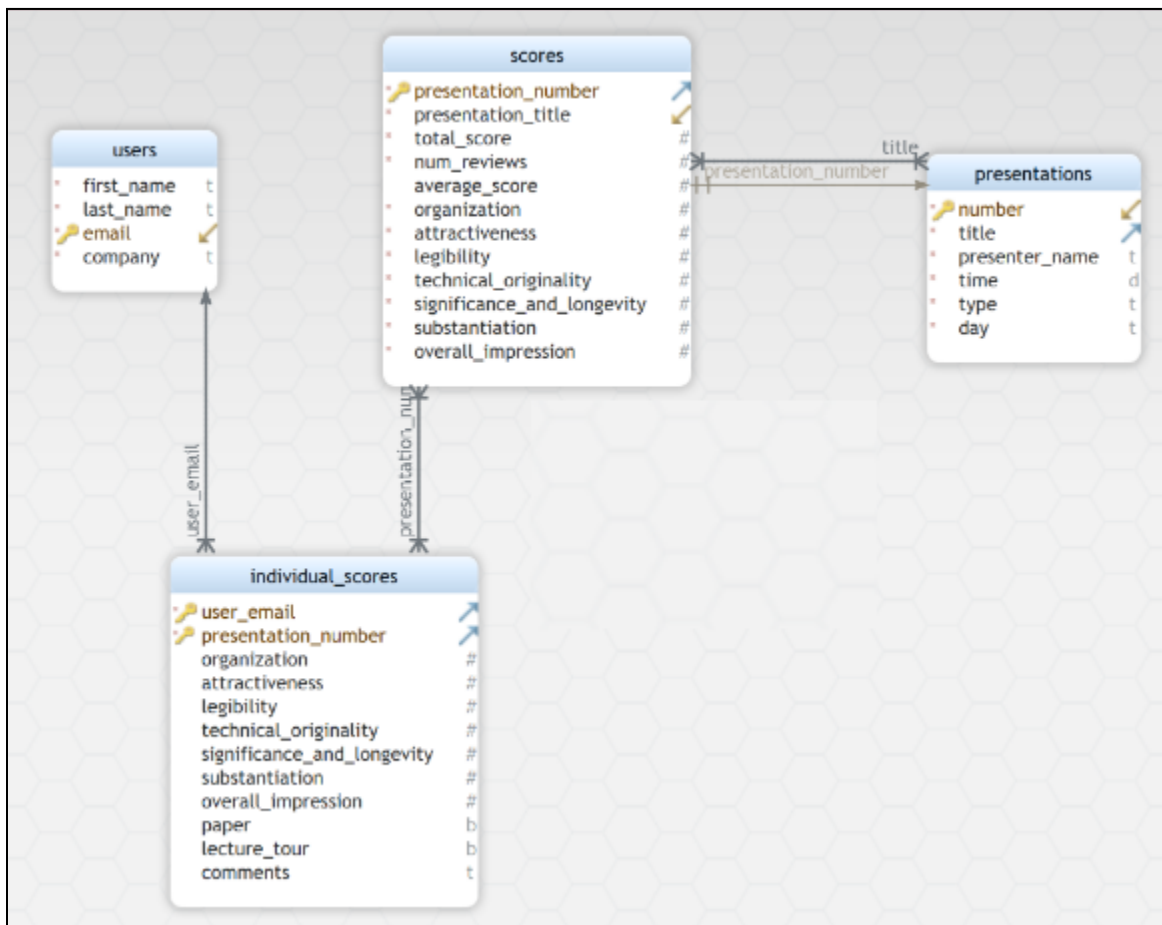 scores
presentation_number
presentation_title
total_score #
num_reviews #
average_score #
organization #
attractiveness #
legibility #
technical_originality #
significance_and_longevity #
substantiation #
overall_impression #
users
first_name t
last_name t
email
company t
title
presentation_number
presentations
number
title
presenter_name t
time d
type t
day t
user_email
presentation_num
individual_scores
user_email
presentation_number
organization #
attractiveness #
legibility #
technical_originality #
significance_and_longevity #
substantiation #
overall_impression #
paper b
lecture_tour b
comments t